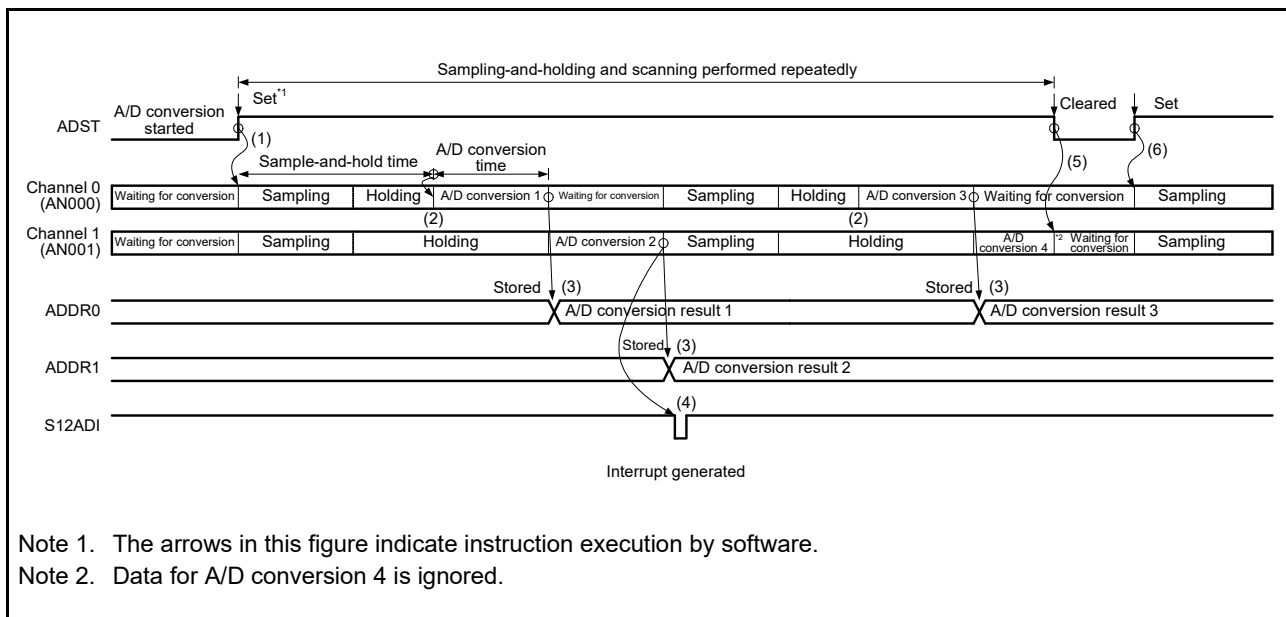 Sampling-and-holding and scanning performed repeatedly
A/D conversion
started
Set*1
Cleared
Set
ADST
(1)
(5)
(6)
Sample-and-hold time
A/D conversion
time
Channel 0
(AN000)
Waiting for conversion
Sampling
Holding
A/D conversion 1
Waiting for conversion
Sampling
Holding
A/D conversion 3
Waiting for conversion
Sampling
(2)
(2)
Channel 1
(AN001)
Waiting for conversion
Sampling
Holding
A/D conversion 2
Sampling
Holding
A/D
conversion 4
*2
Waiting for
conversion
Sampling
Stored
(3)
Stored
(3)
ADDR0
A/D conversion result 1
A/D conversion result 3
Stored
(3)
ADDR1
A/D conversion result 2
(4)
S12ADI
Interrupt generated
Note 1. The arrows in this figure indicate instruction execution by software.
Note 2. Data for A/D conversion 4 is ignored.